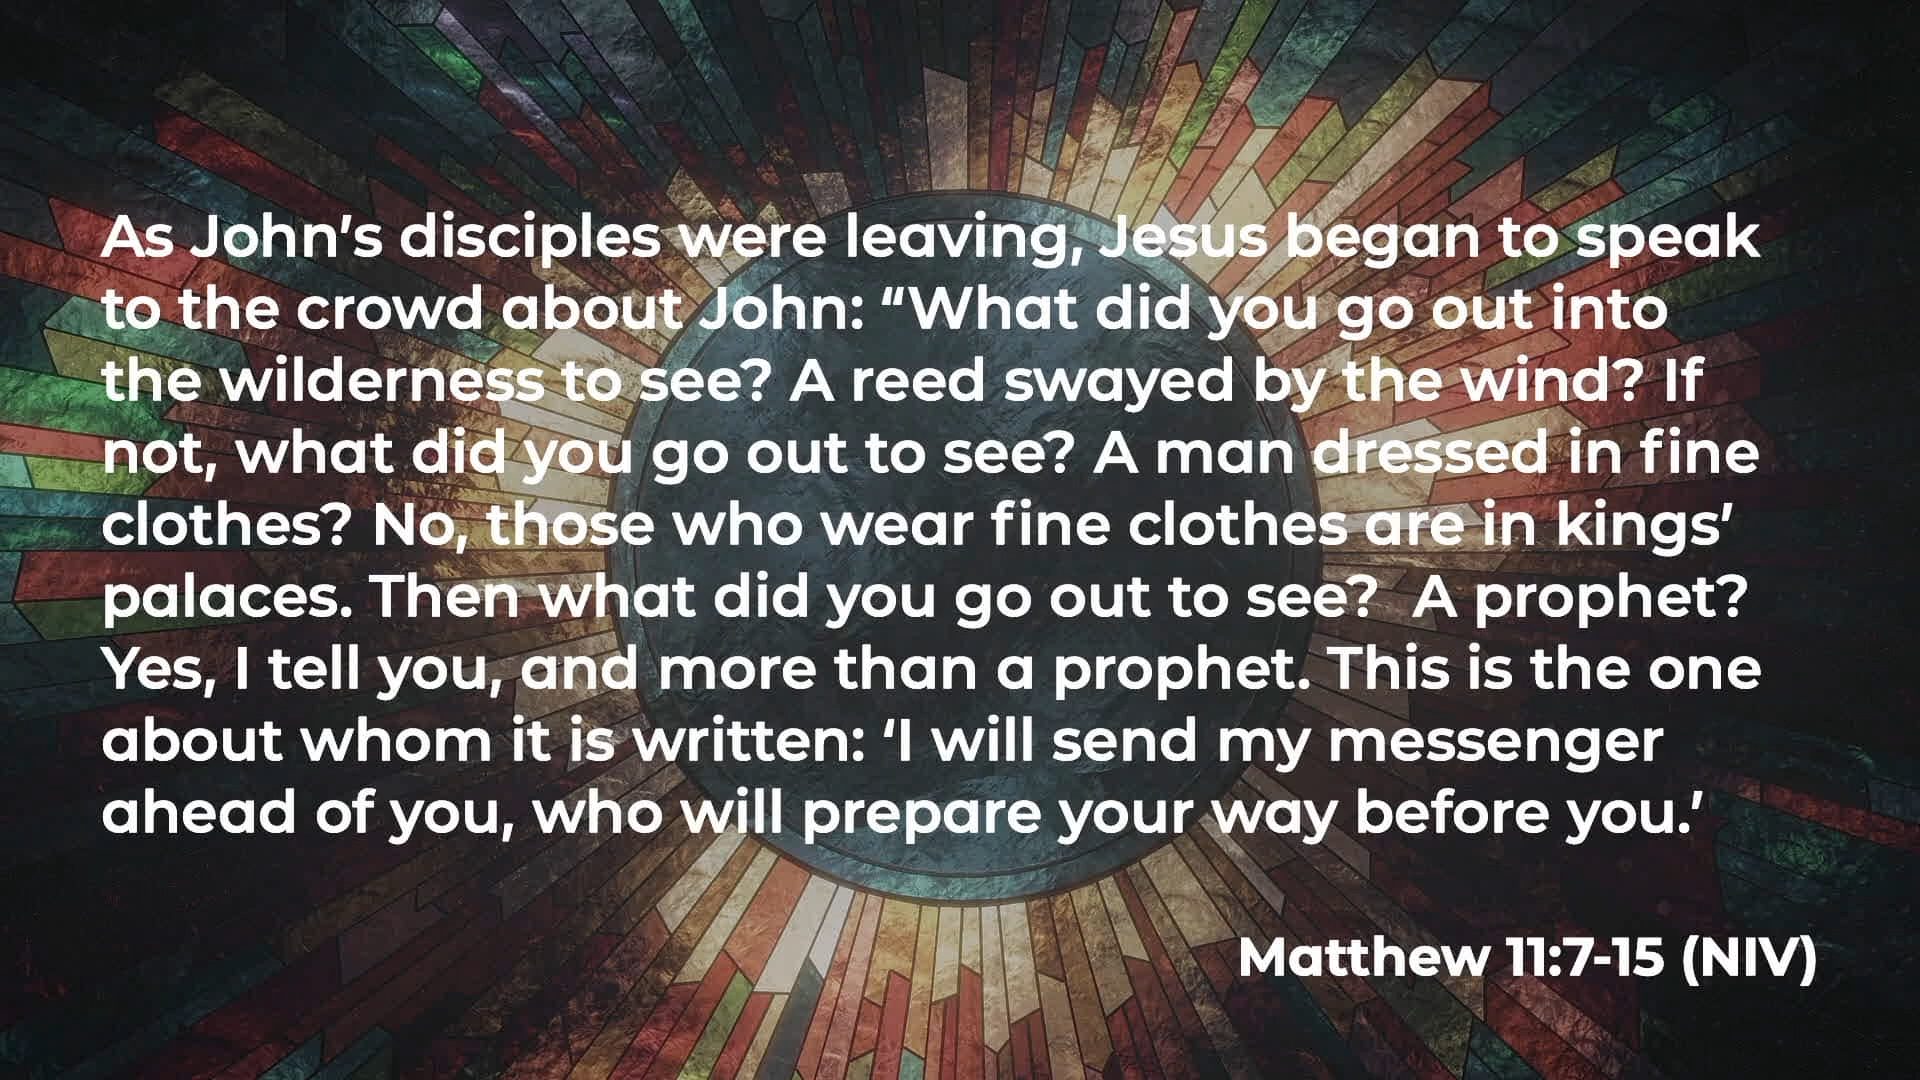 As John’s disciples were leaving, Jesus began to speak
to the crowd about John: “What did you go out into
the wilderness to see? A reed swayed by the wind? If
not, what did you go out to see? A man dressed in fine
clothes? No, those who wear fine clothes are in kings’
palaces. Then what did you go out to see?  A prophet?
Yes, I tell you, and more than a prophet. This is the one
about whom it is written: ‘I will send my messenger
ahead of you, who will prepare your way before you.’
Matthew 11:7-15 (NIV)